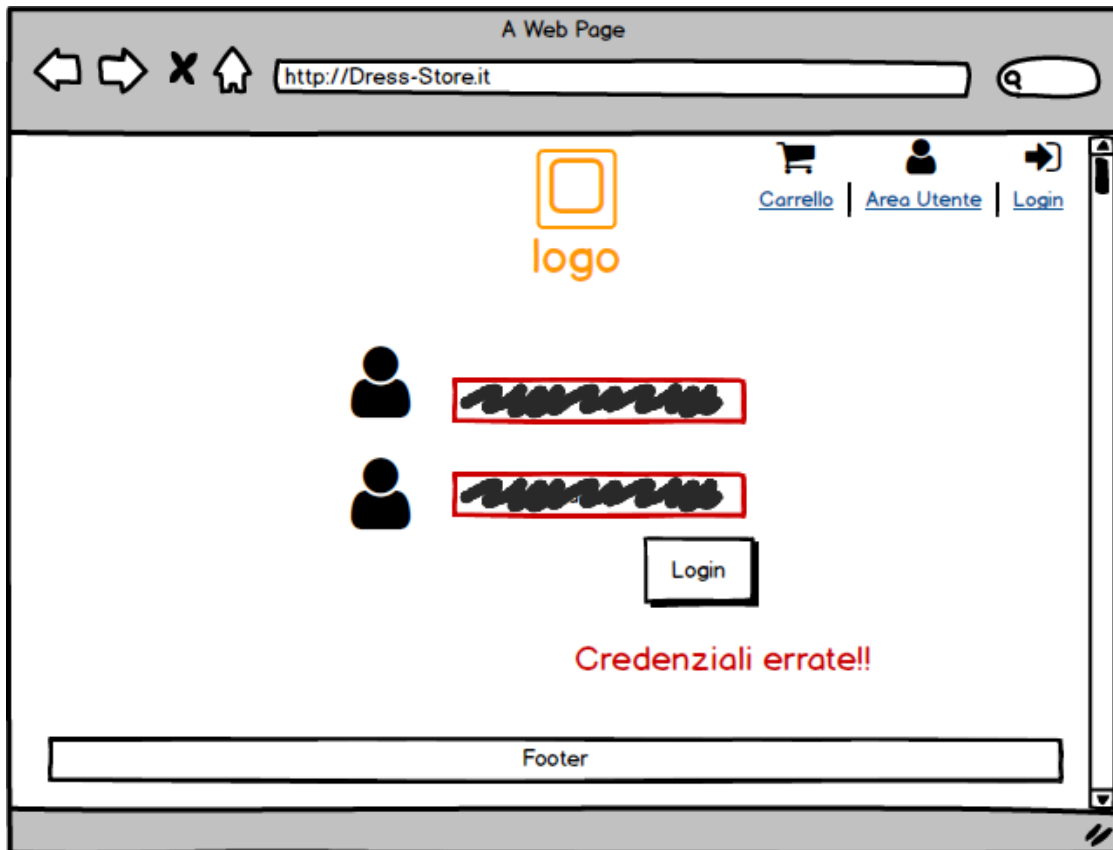 A Web Page
http://Dress-Store.it
Carrello
Area Utente
Login
logo
Login
Credenziali errate!!
Footer